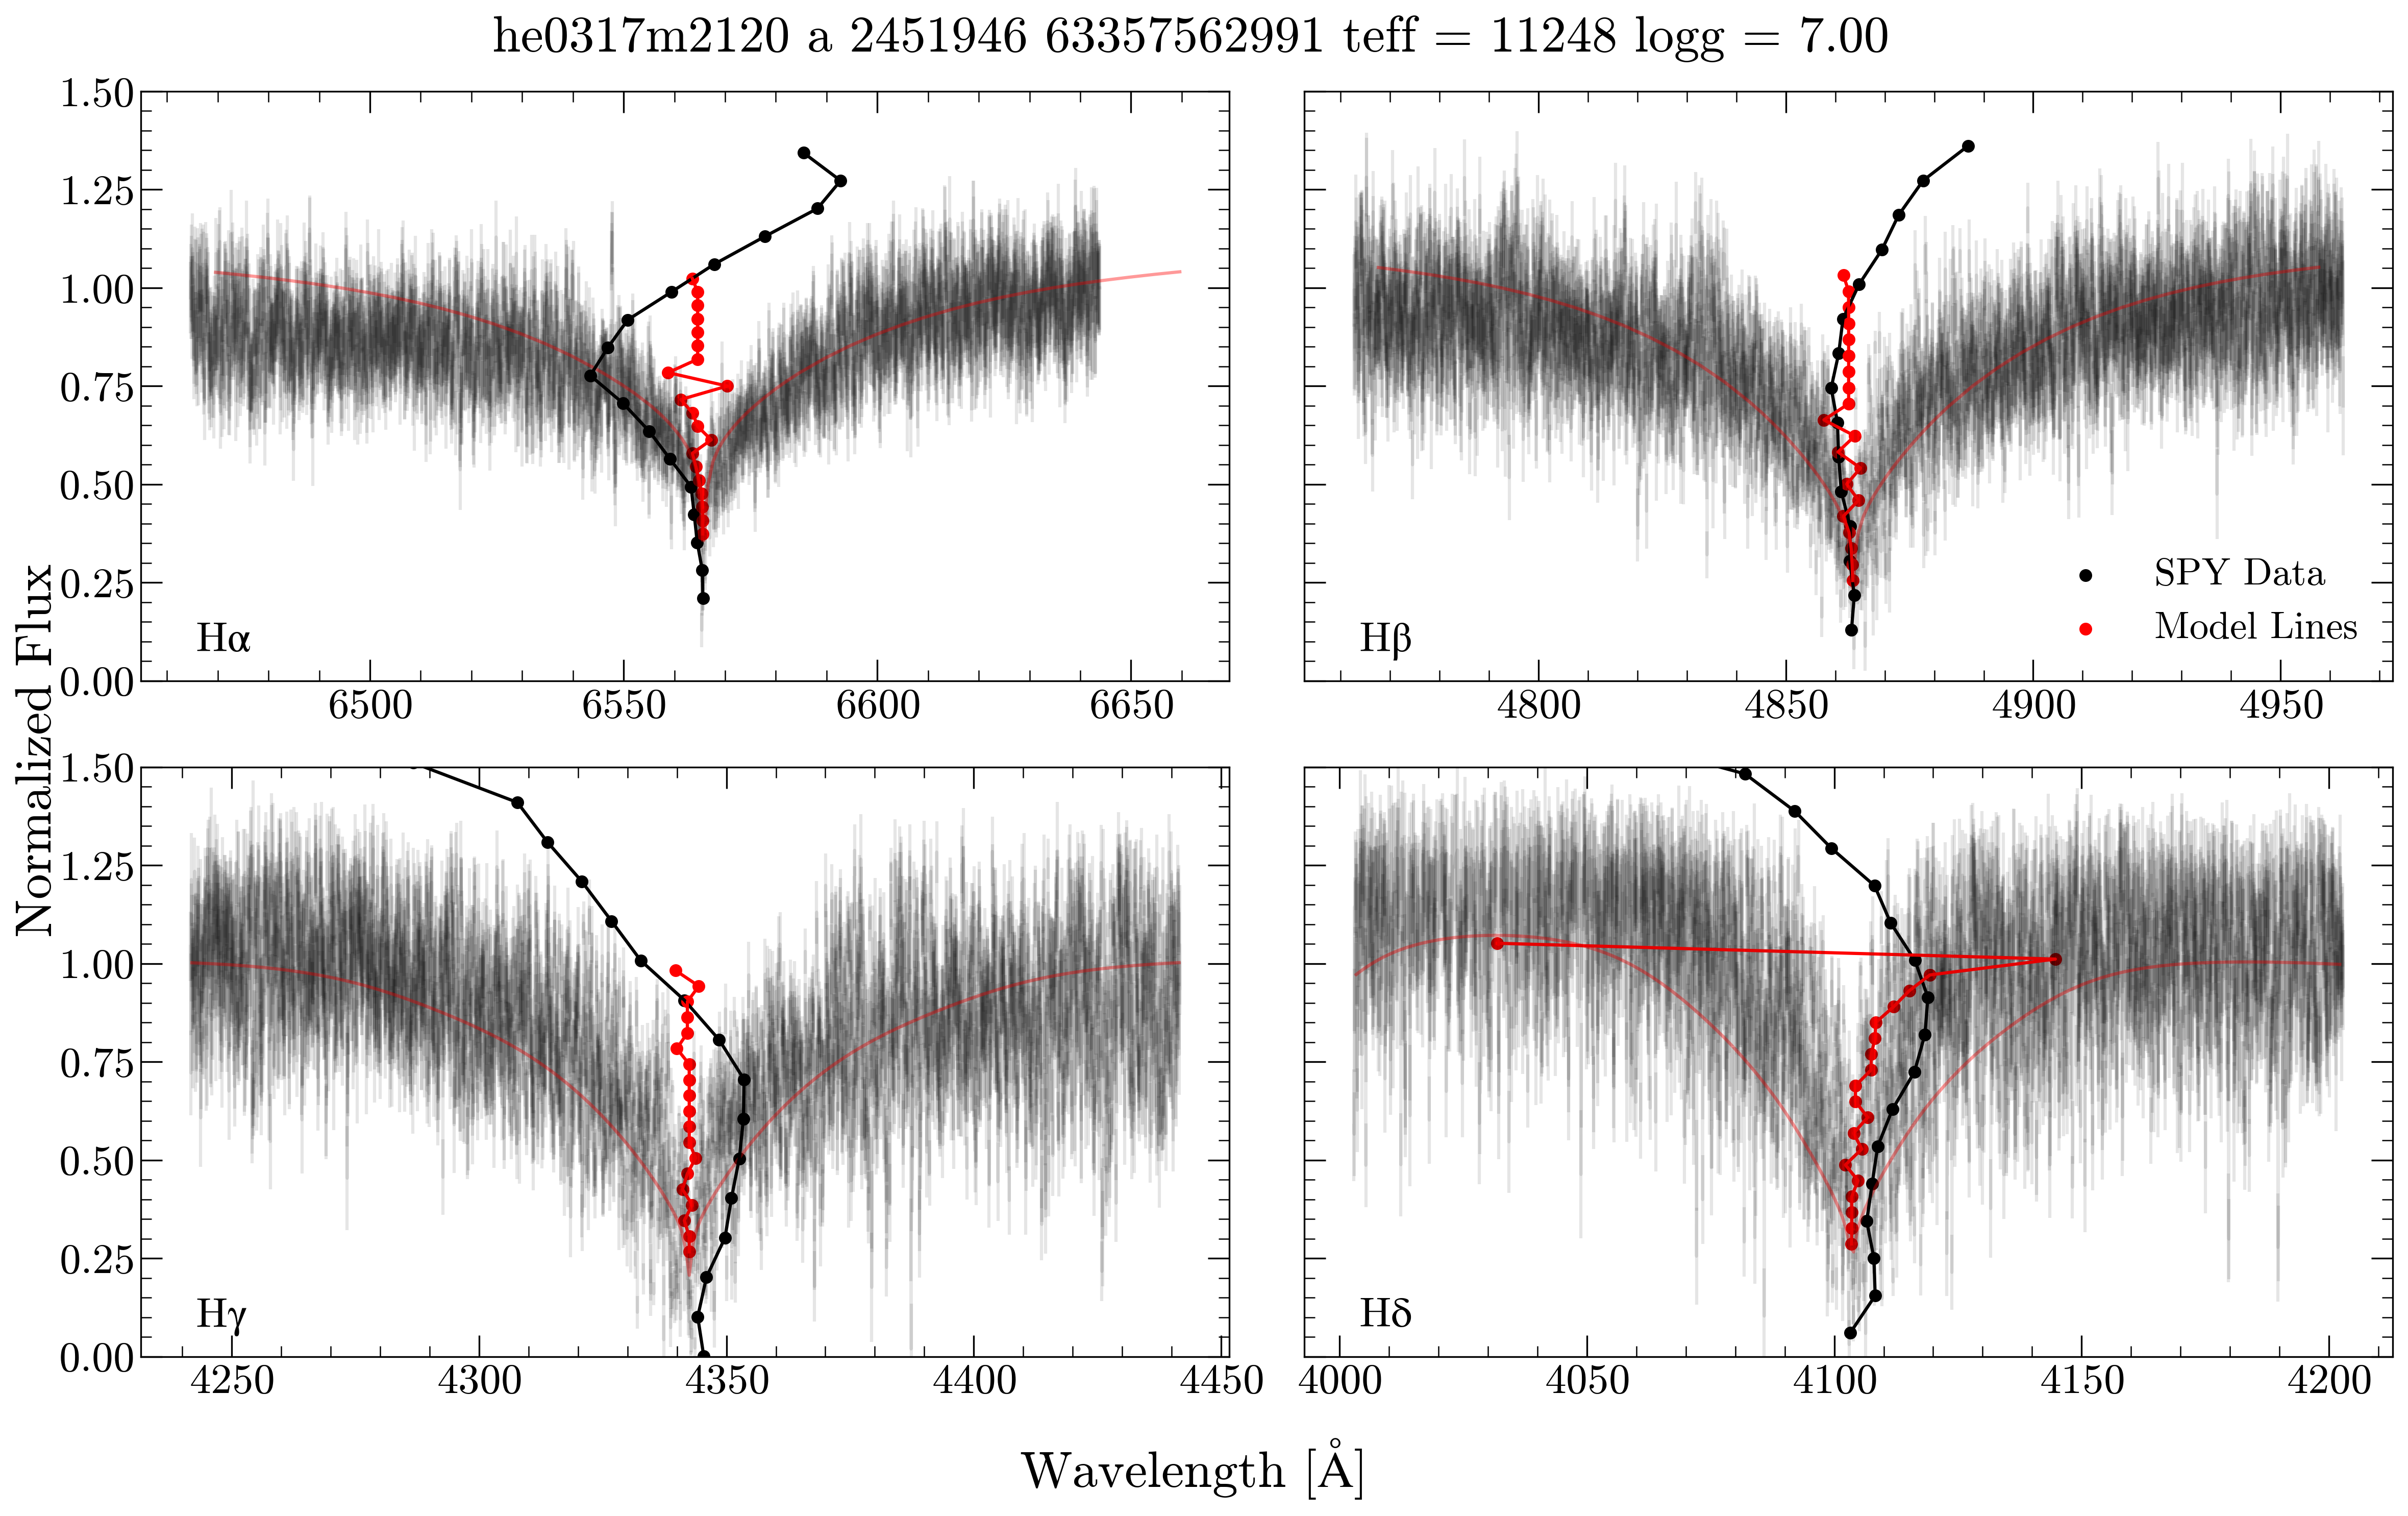 he0317m2120 a 2451946 63357562991 teff = 11248 logg = 7.00
Normalized Flux
1.50
1.25
1.00
0.75
0.50
0.25
0.00
Hα
6500 6550 6600 6650
Hβ
SPY Data
Model Lines
4800 4850 4900 4950
1.50
1.25
1.00
0.75
0.50
0.25
0.00
Hγ
4250 4300 4350 4400 4450
Hδ
4000 4050 4100 4150 4200
Wavelength [Å]